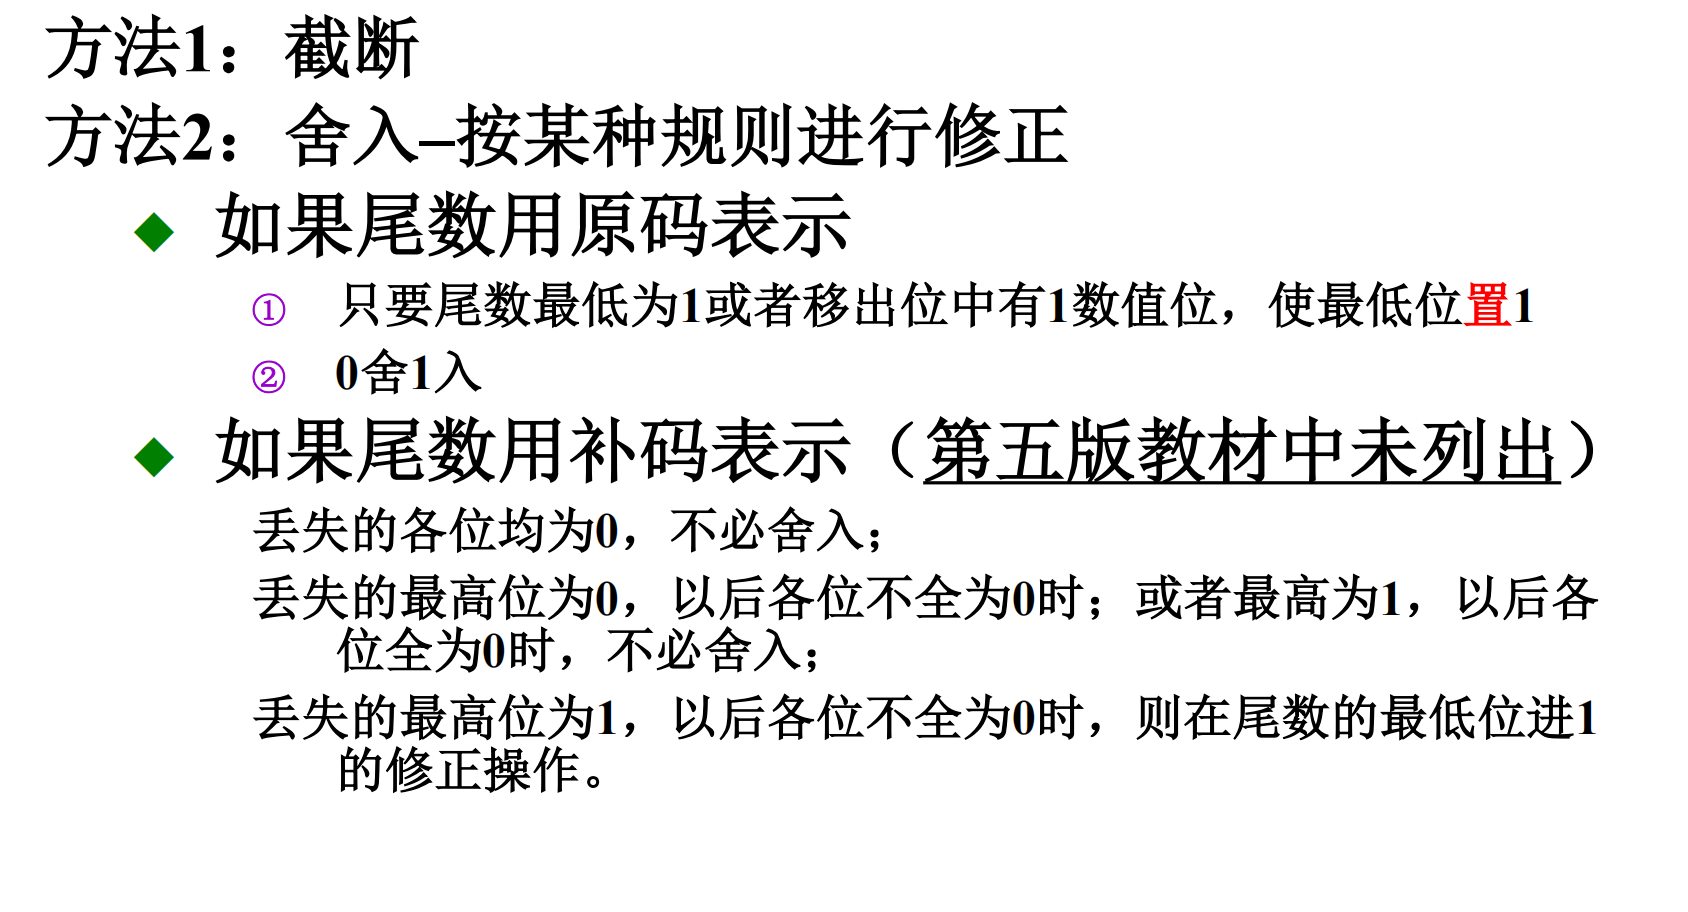 方法1：截断
方法2：舍入–按某种规则进行修正
◆ 如果尾数用原码表示
① 只要尾数最低为1或者移出位中有1数值位，使最低位置1
② 0舍1入
◆ 如果尾数用补码表示（第五版教材中未列出）
丢失的各位均为0，不必舍入；
丢失的最高位为0，以后各位不全为0时；或者最高为1，以后各
位全为0时，不必舍入；
丢失的最高位为1，以后各位不全为0时，则在尾数的最低位进1
的修正操作。